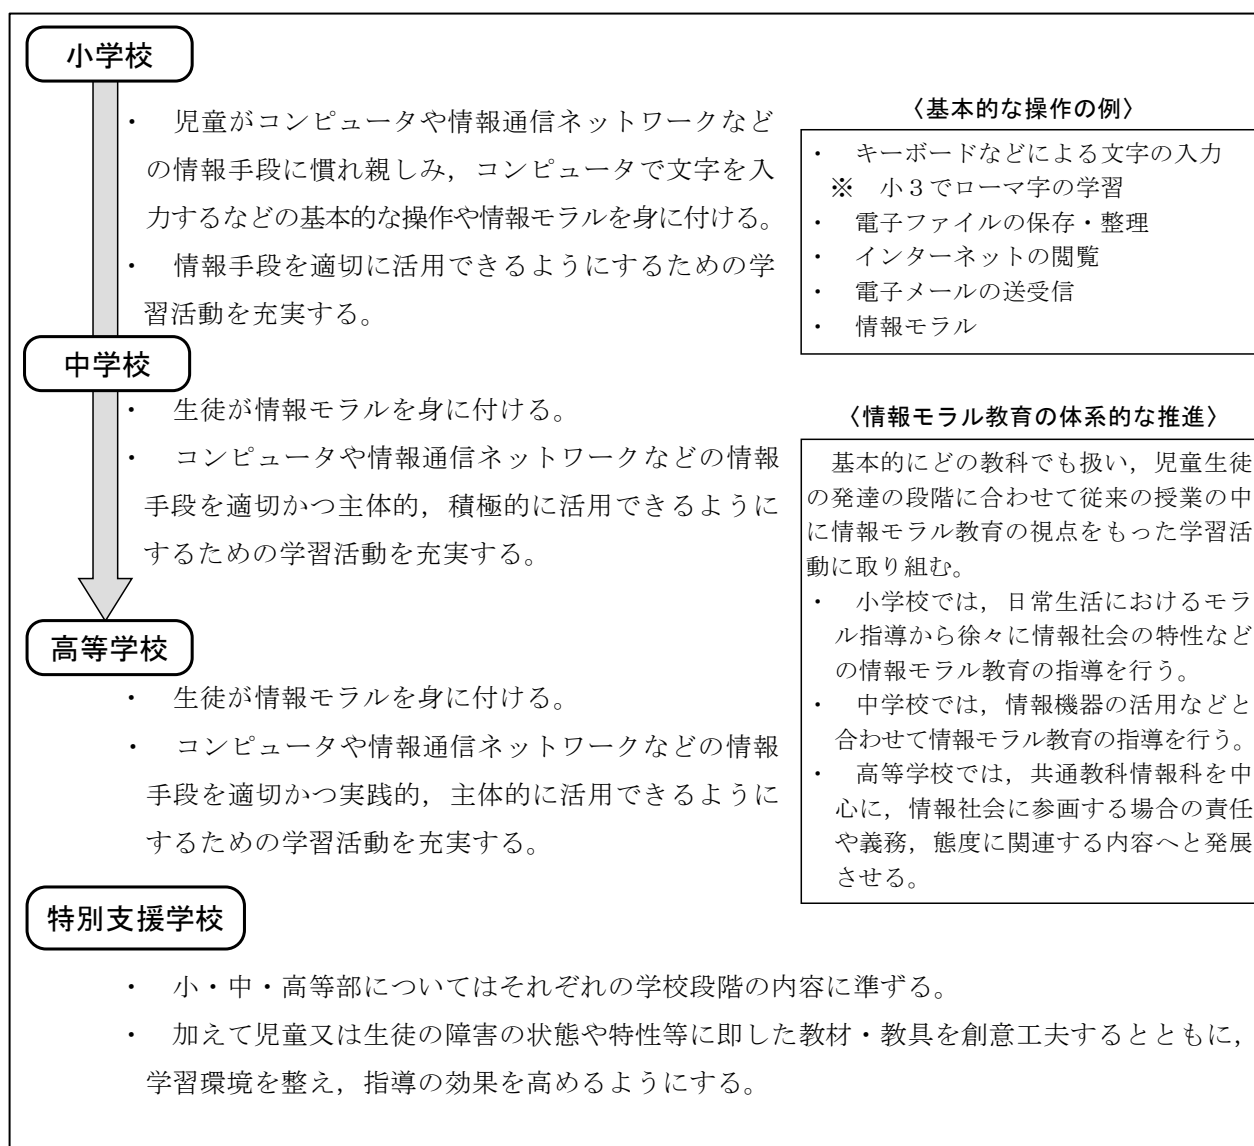 小学校
・ 児童がコンピュータや情報通信ネットワークなど
の情報手段に慣れ親しみ，コンピュータで文字を入
力するなどの基本的な操作や情報モラルを身に付ける。
・ 情報手段を適切に活用できるようにするための学
習活動を充実する。
〈基本的な操作の例〉
・ キーボードなどによる文字の入力
※ 小３でローマ字の学習
・ 電子ファイルの保存・整理
・ インターネットの閲覧
・ 電子メールの送受信
・ 情報モラル
中学校
・ 生徒が情報モラルを身に付ける。
・ コンピュータや情報通信ネットワークなどの情報
手段を適切かつ主体的，積極的に活用できるように
するための学習活動を充実する。
〈情報モラル教育の体系的な推進〉
基本的にどの教科でも扱い，児童生徒
の発達の段階に合わせて従来の授業の中
に情報モラル教育の視点をもった学習活
動に取り組む。
・ 小学校では，日常生活におけるモラ
ル指導から徐々に情報社会の特性など
の情報モラル教育の指導を行う。
・ 中学校では，情報機器の活用などと
合わせて情報モラル教育の指導を行う。
・ 高等学校では，共通教科情報科を中
心に，情報社会に参画する場合の責任
や義務，態度に関連する内容へと発展
させる。
高等学校
・ 生徒が情報モラルを身に付ける。
・ コンピュータや情報通信ネットワークなどの情報
手段を適切かつ実践的，主体的に活用できるように
するための学習活動を充実する。
特別支援学校
・ 小・中・高等部についてはそれぞれの学校段階の内容に準ずる。
・ 加えて児童又は生徒の障害の状態や特性等に即した教材・教具を創意工夫するとともに，
学習環境を整え，指導の効果を高めるようにする。